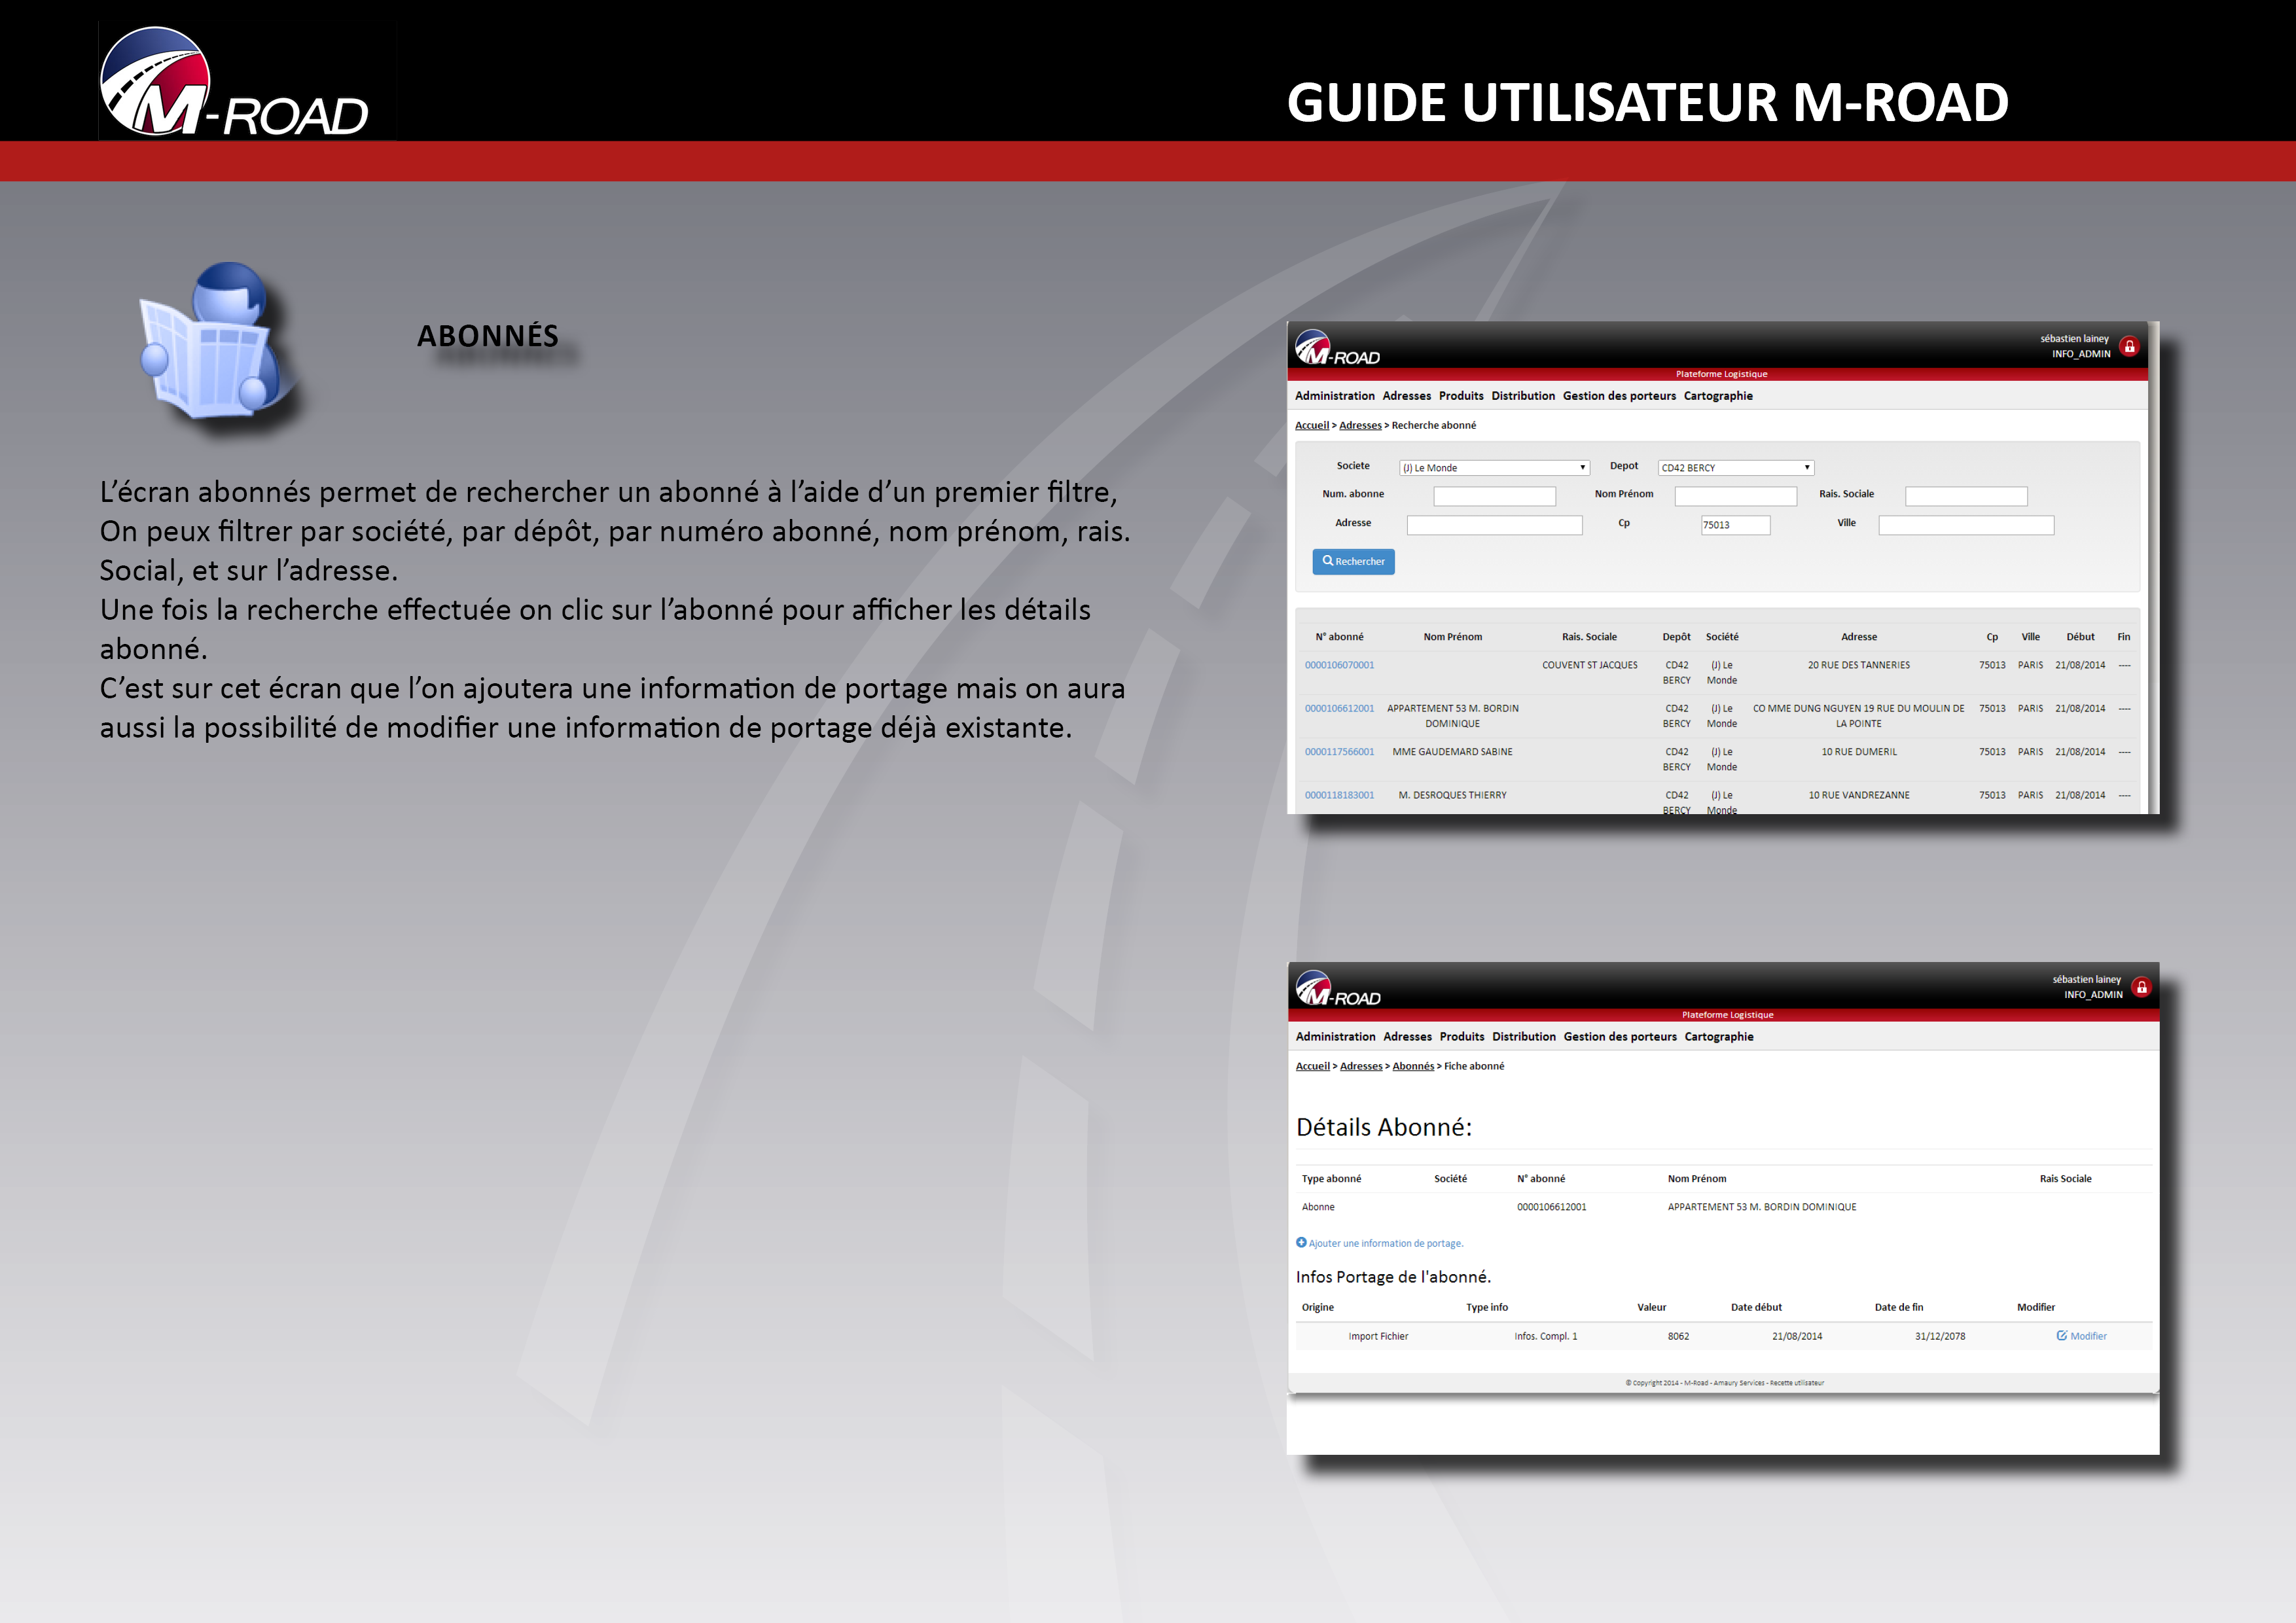 M-ROAD
GUIDE UTILISATEUR M-ROAD
ABONNÉS
L’écran abonnés permet de rechercher un abonné à l’aide d’un premier filtre,
On peux filtrer par société, par dépôt, par numéro abonné, nom prénom, rais.
Social, et sur l’adresse.
Une fois la recherche effectuée on clic sur l’abonné pour afficher les détails
abonné.
C’est sur cet écran que l’on ajoutera une information de portage mais on aura
aussi la possibilité de modifier une information de portage déjà existante.
M-ROAD
sébastien lainey
INFO_ADMIN
Plateforme Logistique
Administration Adresses Produits Distribution Gestion des porteurs Cartographie
Accueil > Adresses > Recherche abonné
Societe (J) Le Monde Depot CD42 BERCY
Num. abonne Nom Prénom Rais. Sociale
Adresse Cp 75013 Ville
Rechercher
N° abonné Nom Prénom Rais. Sociale Depôt Société Adresse Cp Ville Début Fin
0000106070001 COUVENT ST JACQUES CD42 (J) Le 20 RUE DES TANNERIES 75013 PARIS 21/08/2014 ----
BERCY Monde
0000106612001 APPARTEMENT 53 M. BORDIN CD42 (J) Le CO MME DUNG NGUYEN 19 RUE DU MOULIN DE 75013 PARIS 21/08/2014 ----
DOMINIQUE BERCY Monde LA POINTE
0000117566001 MME GAUDEMARD SABINE CD42 (J) Le 10 RUE DUMERIL 75013 PARIS 21/08/2014 ----
BERCY Monde
0000118183001 M. DESROQUES THIERRY CD42 (J) Le 10 RUE VANDREZANNE 75013 PARIS 21/08/2014 ----
BERCY Monde
M-ROAD
sébastien lainey
INFO_ADMIN
Plateforme Logistique
Administration Adresses Produits Distribution Gestion des porteurs Cartographie
Accueil > Adresses > Abonnés > Fiche abonné
Détails Abonné:
Type abonné Société N° abonné Nom Prénom Rais Sociale
Abonne 0000106612001 APPARTEMENT 53 M. BORDIN DOMINIQUE
Ajouter une information de portage.
Infos Portage de l'abonné.
Origine Type info Valeur Date début Date de fin Modifier
Import Fichier Infos. Compl. 1 8062 21/08/2014 31/12/2078 Modifier
© Copyright 2014 - M-Road - Amaury Services - Recette utilisateur